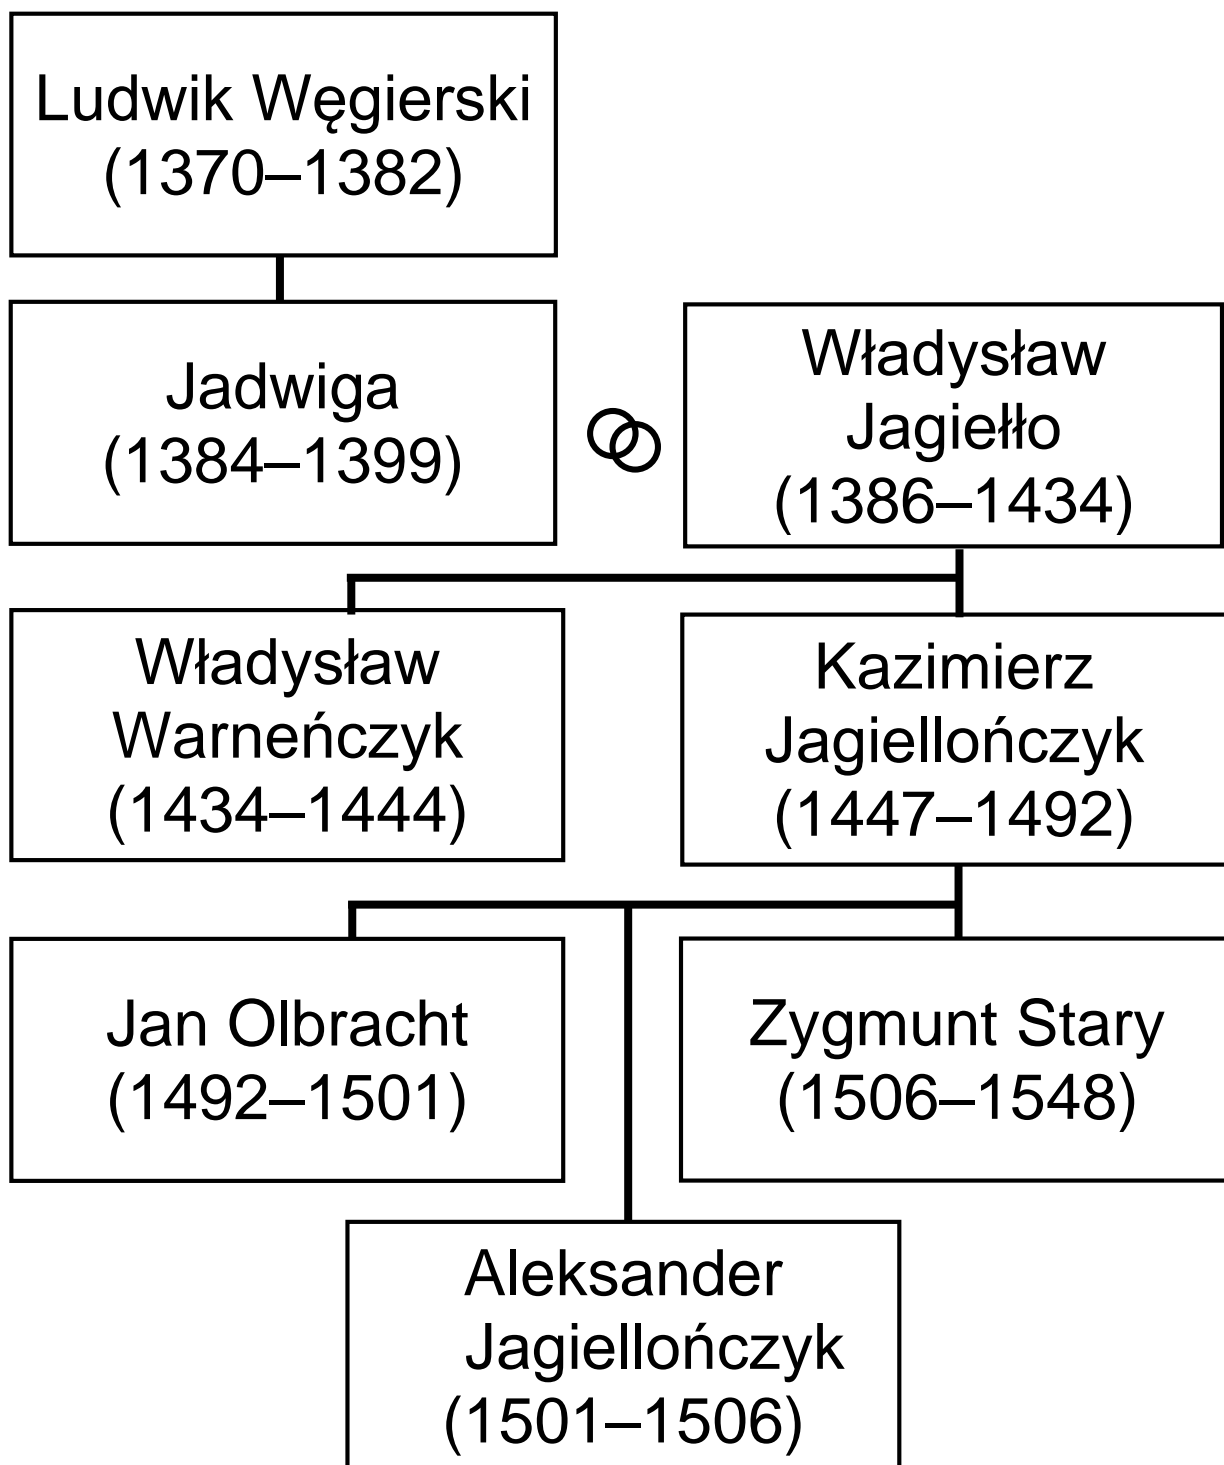 Ludwik Węgierski
(1370–1382)
Jadwiga
(1384–1399)
Władysław
Jagiełło
(1386–1434)
Władysław
Warneńczyk
(1434–1444)
Kazimierz
Jagiellończyk
(1447–1492)
Jan Olbracht
(1492–1501)
Zygmunt Stary
(1506–1548)
Aleksander
Jagiellończyk
(1501–1506)